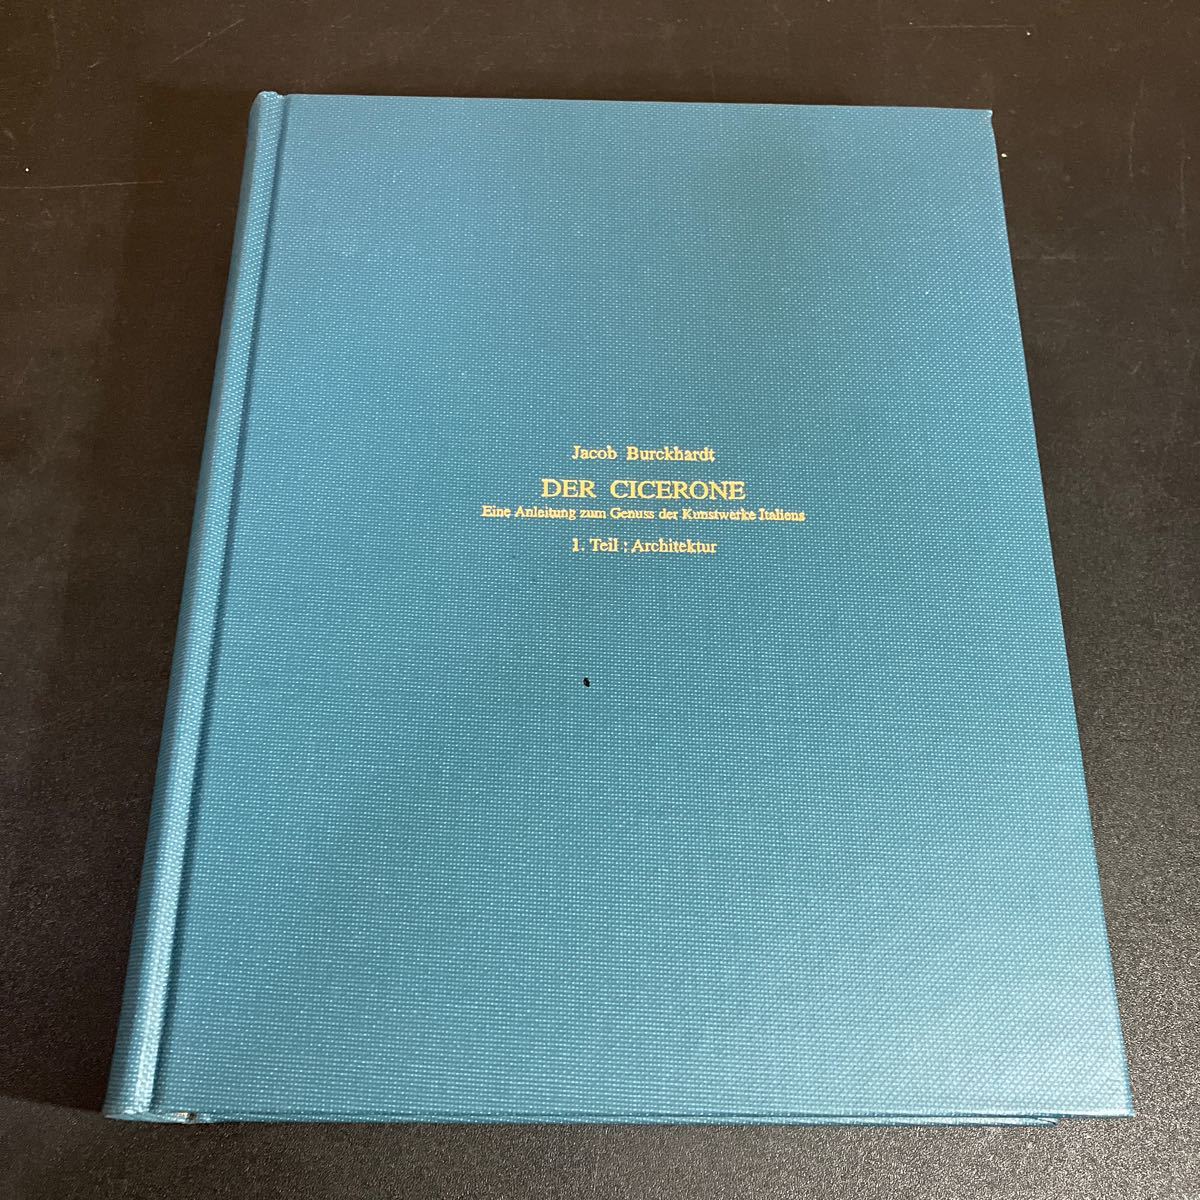 Jacob Burckhardt
DER CICERONE
Eine Anleitung zum Genuss der Kunstwerke Italiens
1. Teil : Architektur